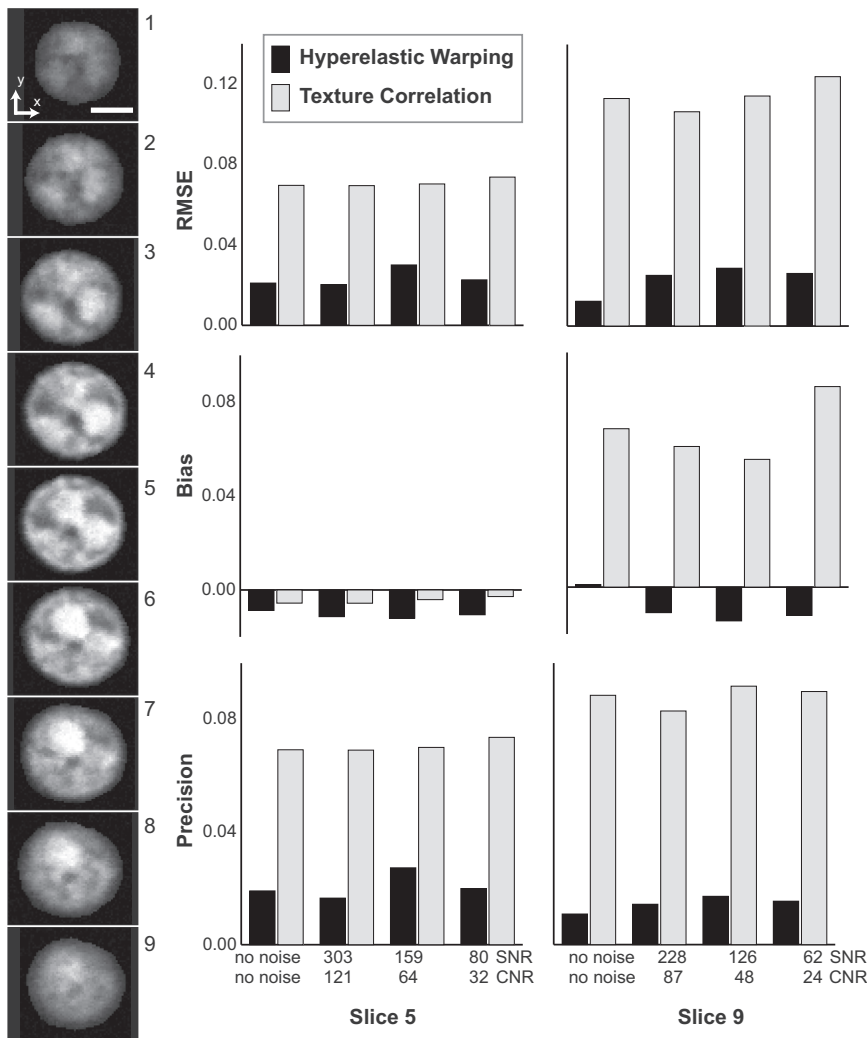 1
y
x
2
3
4
5
6
7
8
9
Hyperelastic Warping
Texture Correlation
RMSE
0.12
0.08
0.04
0.00
Bias
0.08
0.04
0.00
Precision
0.08
0.04
0.00
no noise 303 159 80 SNR
no noise 121 64 32 CNR
Slice 5
no noise 228 126 62 SNR
no noise 87 48 24 CNR
Slice 9